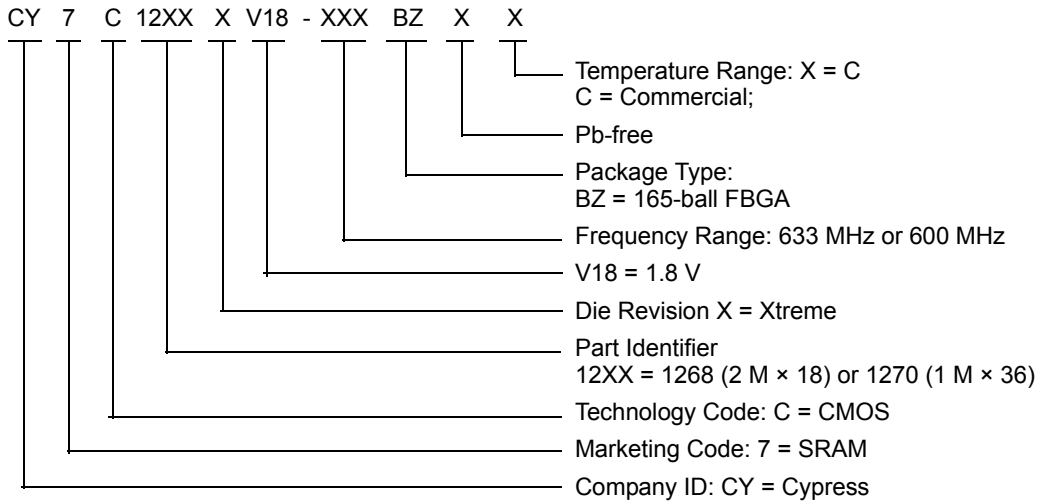 CY 7 C 12XX X V18 - XXX BZ X X
Temperature Range: X = C
C = Commercial;
Pb-free
Package Type:
BZ = 165-ball FBGA
Frequency Range: 633 MHz or 600 MHz
V18 = 1.8 V
Die Revision X = Xtreme
Part Identifier
12XX = 1268 (2 M × 18) or 1270 (1 M × 36)
Technology Code: C = CMOS
Marketing Code: 7 = SRAM
Company ID: CY = Cypress